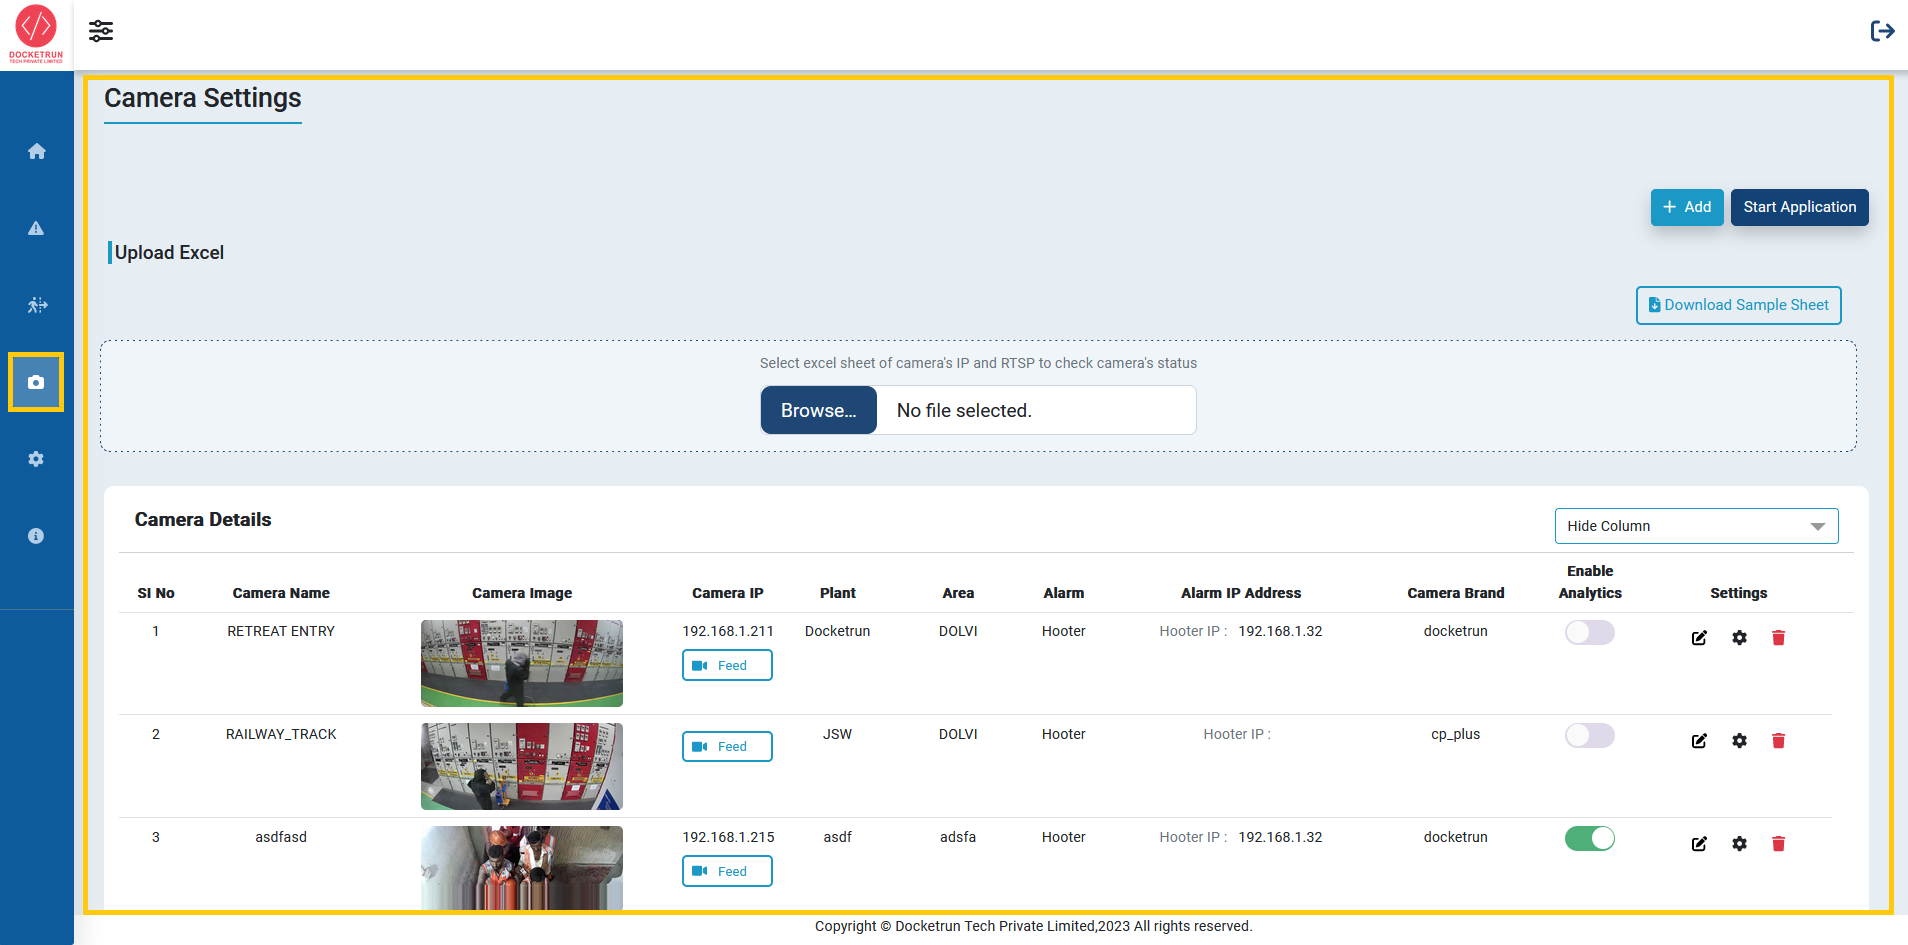 DOCKETRUN
TECH PRIVATE LIMITED
Camera Settings
+ Add
Start Application
Upload Excel
Download Sample Sheet
Select excel sheet of camera's IP and RTSP to check camera's status
Browse... No file selected.
Camera Details
Hide Column
SI No Camera Name Camera Image Camera IP Plant Area Alarm Alarm IP Address Camera Brand Enable Analytics Settings
1 RETREAT ENTRY 192.168.1.211 Docketrun DOLVI Hooter Hooter IP : 192.168.1.32 docketrun
Feed
2 RAILWAY_TRACK JSW DOLVI Hooter Hooter IP : cp_plus
Feed
3 asdfasd 192.168.1.215 asdf adsfa Hooter Hooter IP : 192.168.1.32 docketrun
Feed
Copyright © Docketrun Tech Private Limited,2023 All rights reserved.